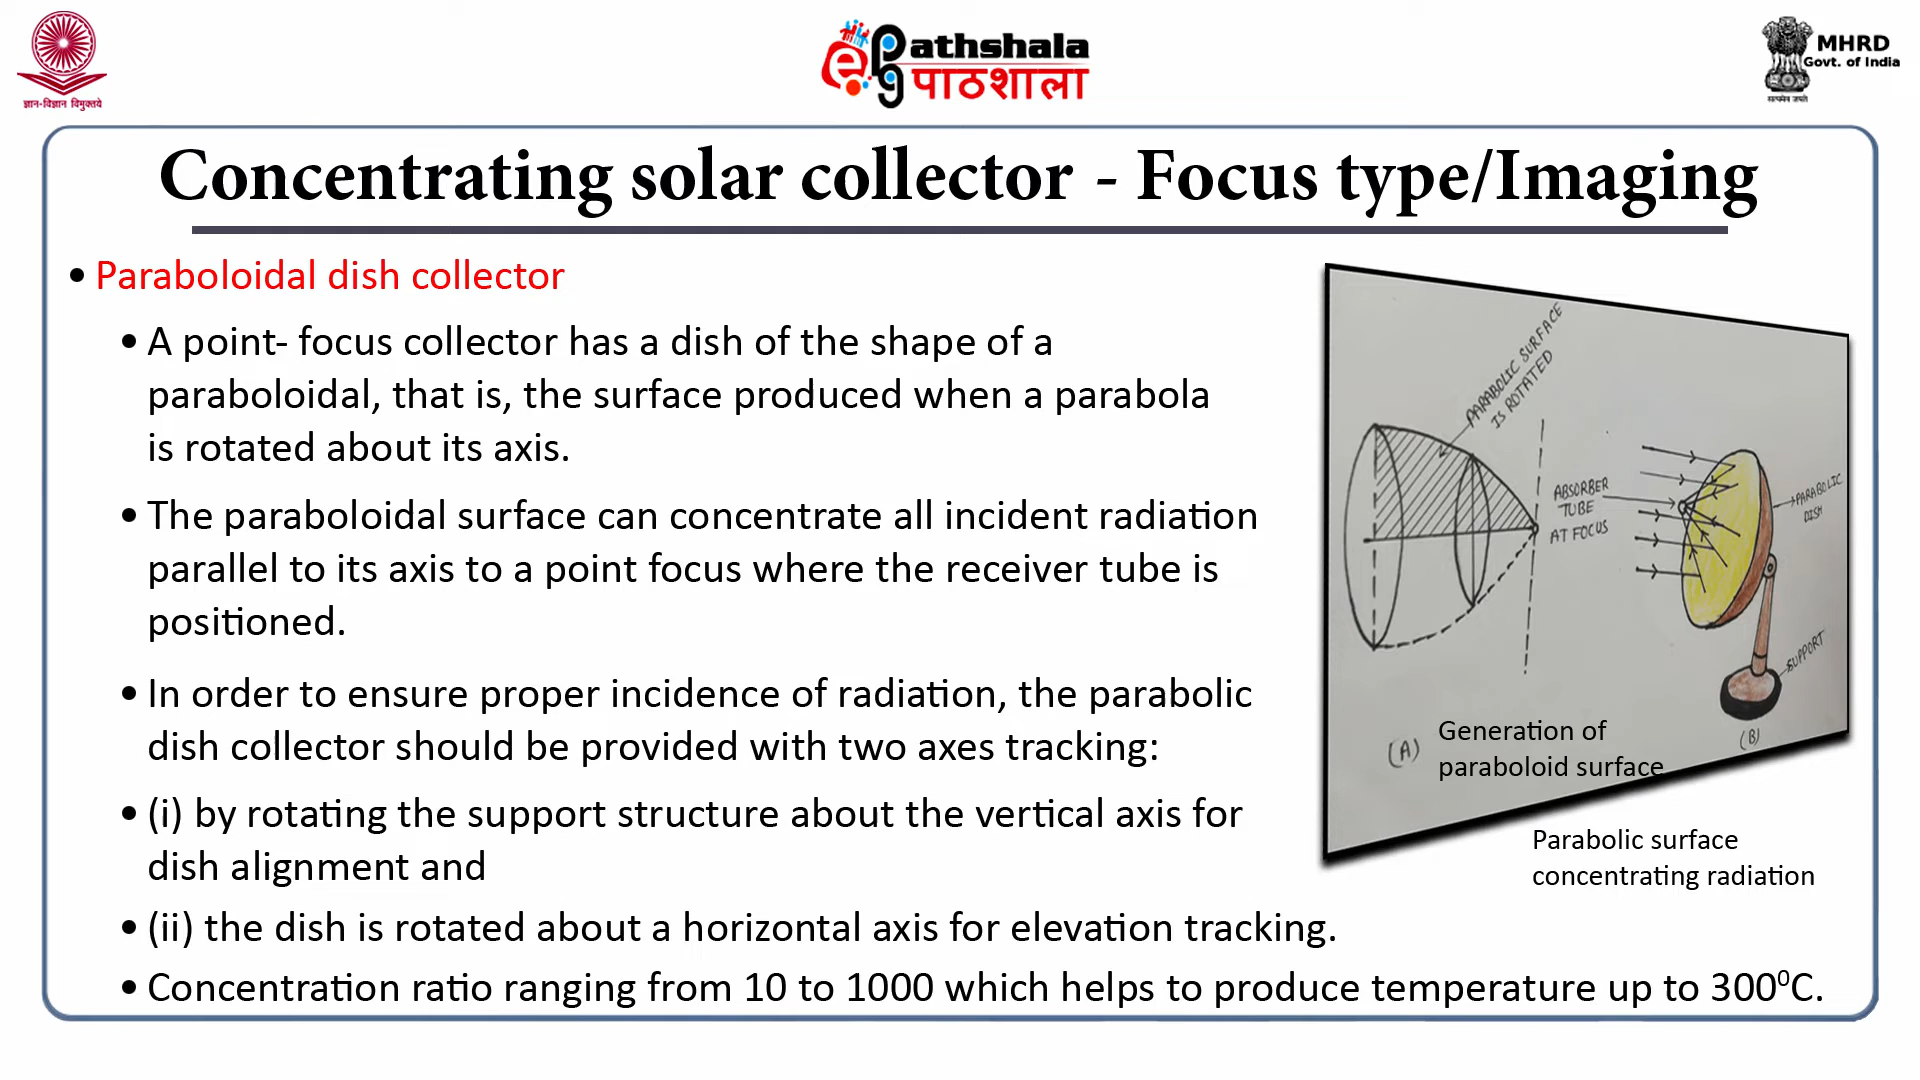 ज्ञान-विज्ञान विमुक्तये
ePathshala
पाठशाला
MHRD
Govt. of India
सत्यमेव जयते
Concentrating solar collector - Focus type/Imaging
• Paraboloidal dish collector
• A point- focus collector has a dish of the shape of a
paraboloidal, that is, the surface produced when a parabola
is rotated about its axis.
• The paraboloidal surface can concentrate all incident radiation
parallel to its axis to a point focus where the receiver tube is
positioned.
• In order to ensure proper incidence of radiation, the parabolic
dish collector should be provided with two axes tracking:
• (i) by rotating the support structure about the vertical axis for
dish alignment and
• (ii) the dish is rotated about a horizontal axis for elevation tracking.
• Concentration ratio ranging from 10 to 1000 which helps to produce temperature up to 300⁰C.
PARABOLIC SURFACE
IS ROTATED
ABSORBER
TUBE
AT FOCUS
PARABOLIC
DISH
SUPPORT
(A)
Generation of
paraboloid surface
(B)
Parabolic surface
concentrating radiation